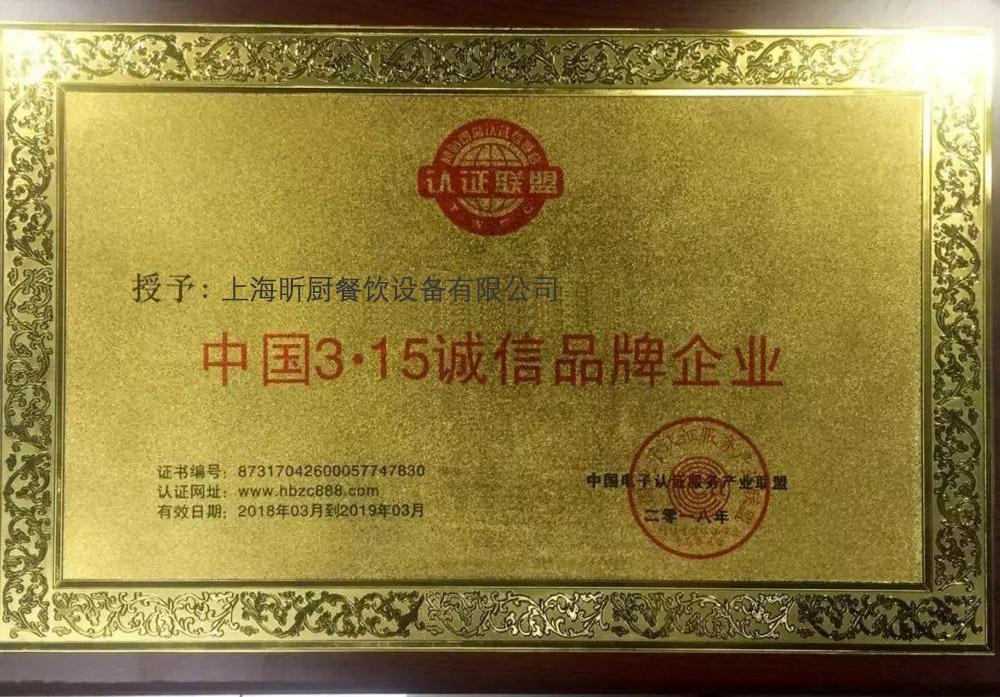 认证联盟
授予：上海昕厨餐饮设备有限公司
中国3·15诚信品牌企业
证书编号：87317042600057747830
认证网址：www.hbzc888.com
有效日期：2018年03月到2019年03月
中国电子认证服务产业联盟
二零一八年